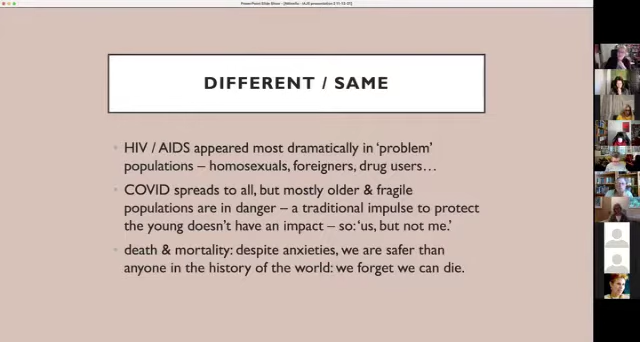 DIFFERENT / SAME
HIV / AIDS appeared most dramatically in ‘problem’
populations – homosexuals, foreigners, drug users…
COVID spreads to all, but mostly older & fragile
populations are in danger – a traditional impulse to protect
the young doesn’t have an impact – so: ‘us, but not me.’
death & mortality: despite anxieties, we are safer than
anyone in the history of the world: we forget we can die.